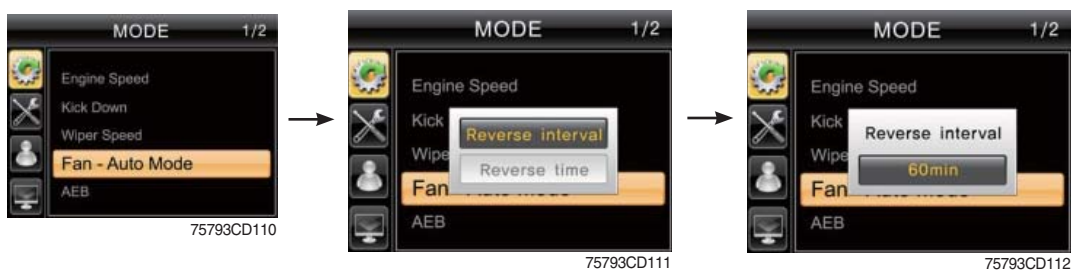 MODE 1/2
Engine Speed
Kick Down
Wiper Speed
Fan - Auto Mode
AEB
75793CD110
MODE 1/2
Engine Speed
Kick
Reverse interval
Wipe
Reverse time
Fan
AEB
75793CD111
MODE 1/2
Engine Speed
Kick
Reverse interval
Wipe
60min
Fan
AEB
75793CD112